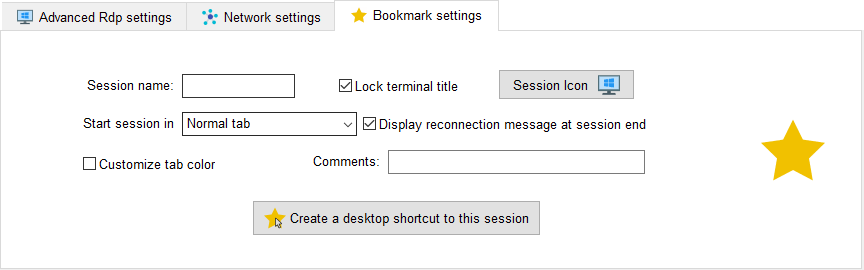 Advanced Rdp settings
Network settings
Bookmark settings
Session name:
Lock terminal title
Session Icon
Start session in
Normal tab
Display reconnection message at session end
Customize tab color
Comments:
Create a desktop shortcut to this session